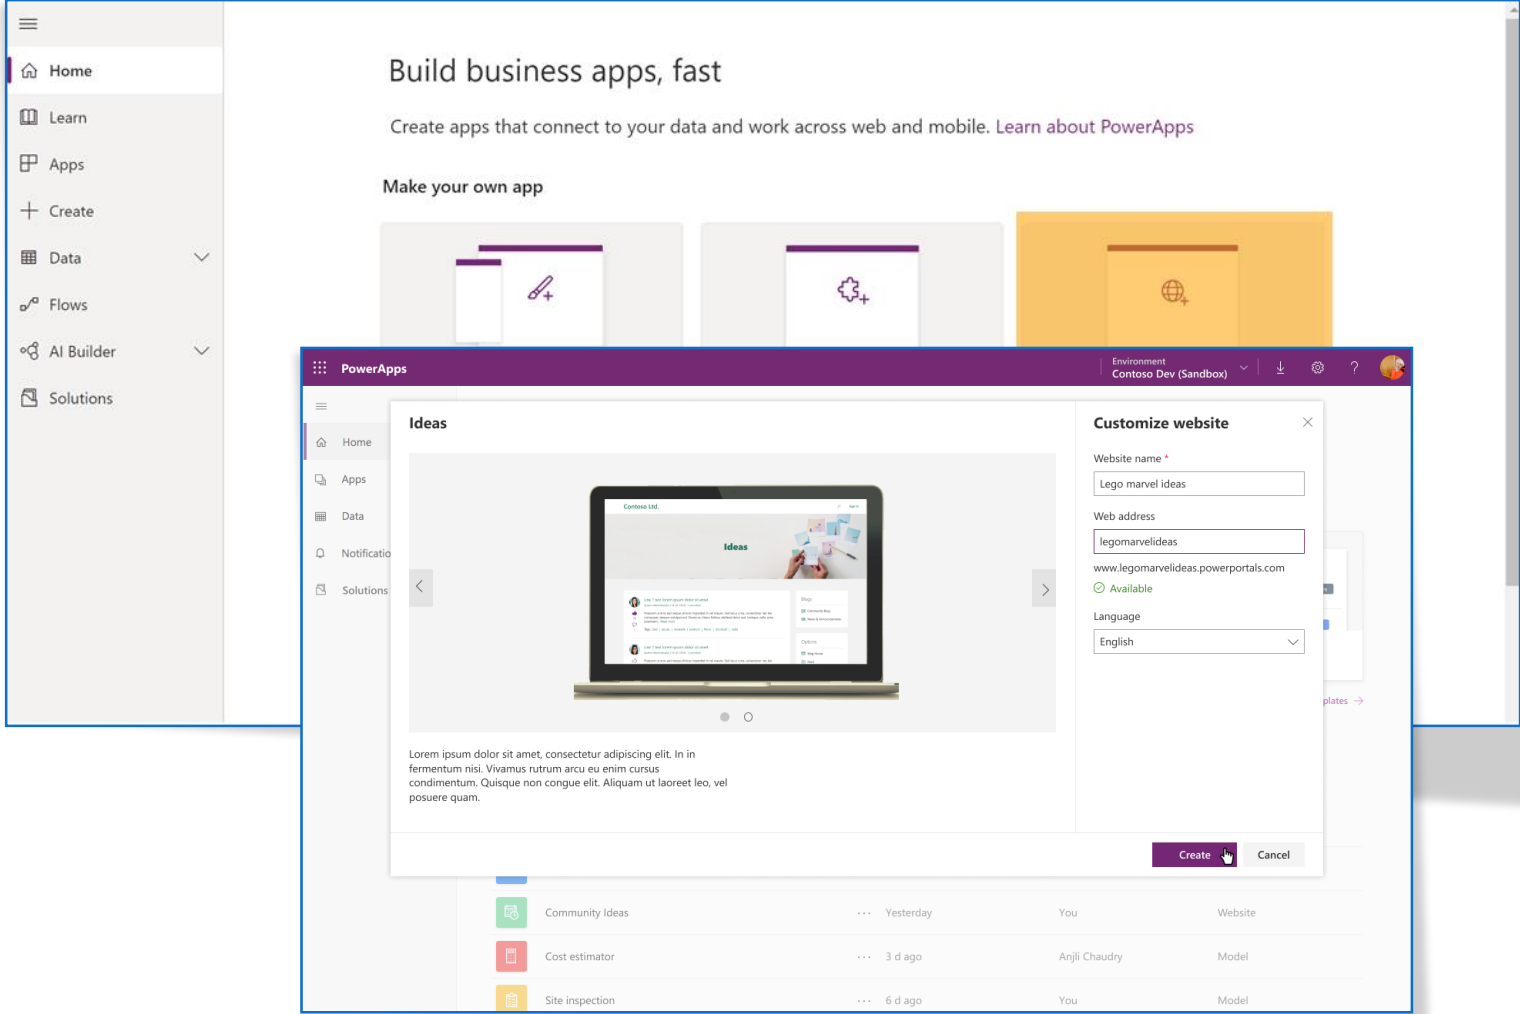 Home
Learn
Apps
Create
Data
Flows
AI Builder
Solutions
Build business apps, fast
Create apps that connect to your data and work across web and mobile. Learn about PowerApps
Make your own app
PowerApps
Environment
Contoso Dev (Sandbox)
?
Home
Apps
Data
Notificatio
Solutions
Ideas
Contoso Ltd.
Ideas
Blogs
Options
Lorem ipsum dolor sit amet, consectetur adipiscing elit. In in
fermentum nisi. Vivamus rutrum arcu eu enim cursus
condimentum. Quisque non congue elit. Aliquam ut laoreet leo, vel
posuere quam.
Customize website
Website name *
Lego marvel ideas
Web address
legomarvelideas
www.legomarvelideas.powerportals.com
Available
Language
English
plates
Create
Cancel
Community Ideas ... Yesterday You Website
Cost estimator ... 3 d ago Anjli Chaudry Model
Site inspection ... 6 d ago You Model